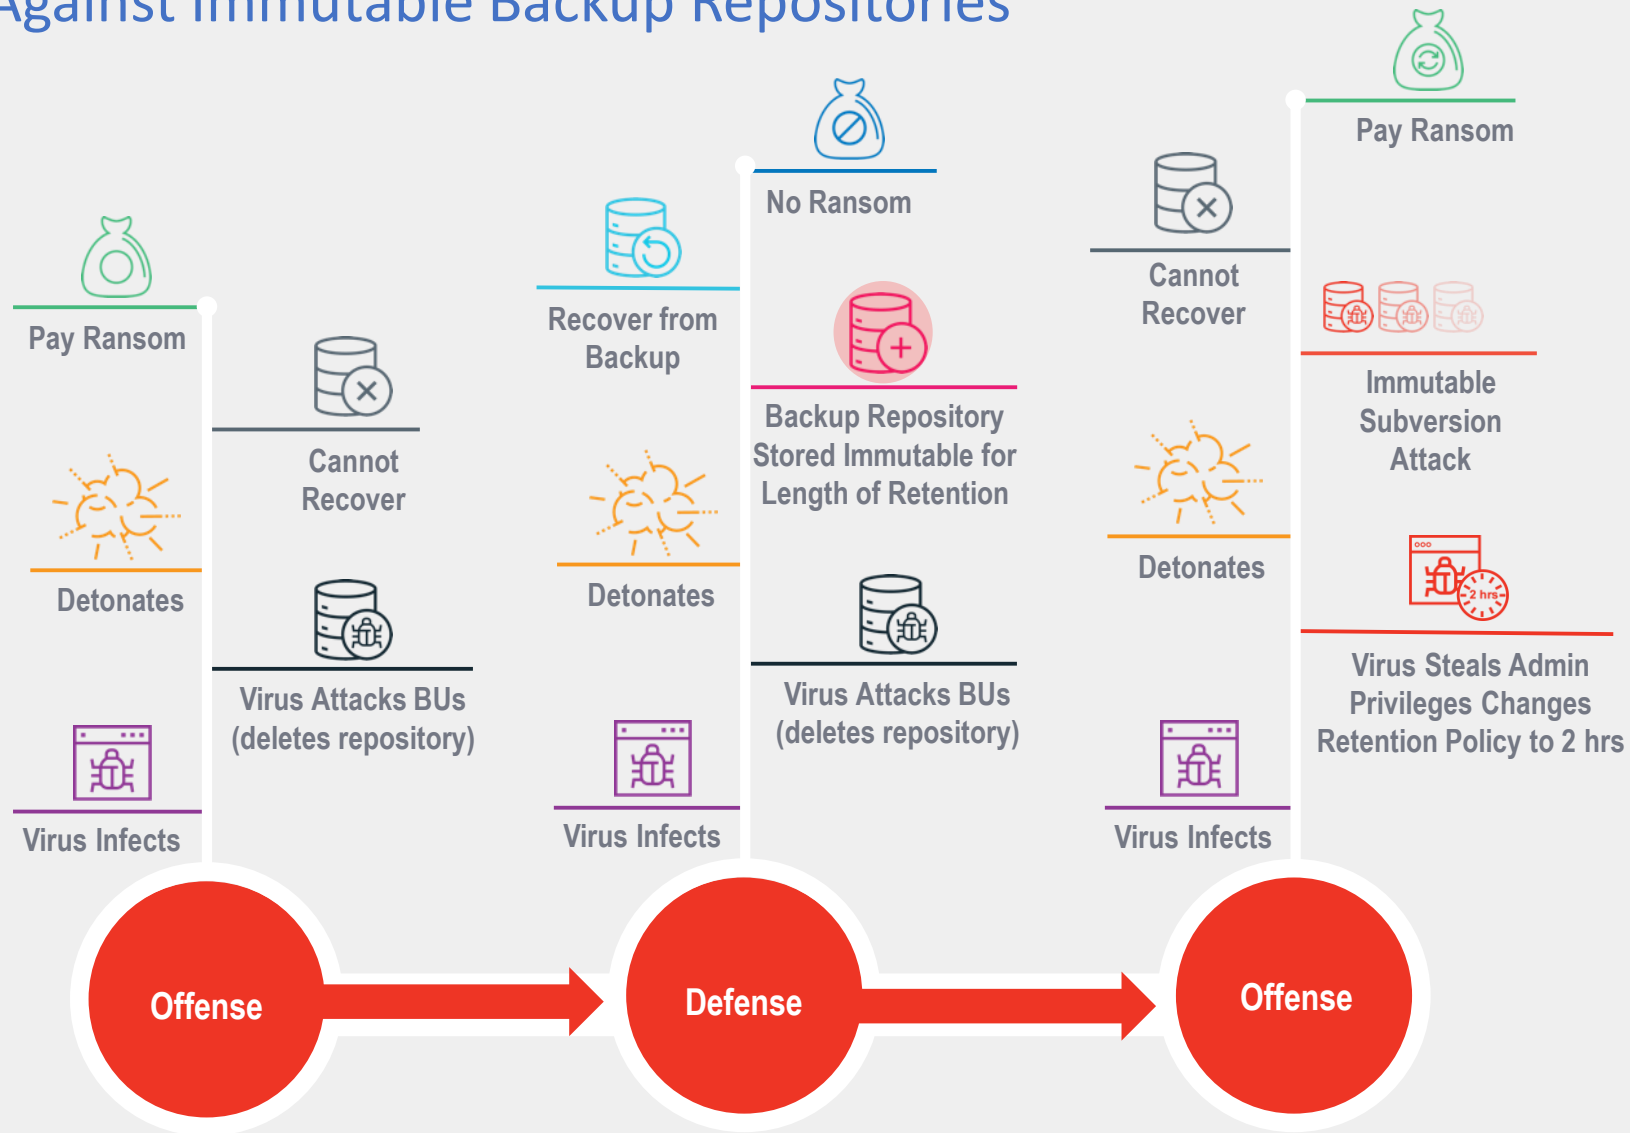 Against Immutable Backup Repositories
Pay Ransom
Cannot
Recover
Detonates
Virus Attacks BUs
(deletes repository)
Virus Infects
Offense
No Ransom
Recover from
Backup
Backup Repository
Stored Immutable for
Length of Retention
Detonates
Virus Attacks BUs
(deletes repository)
Virus Infects
Defense
Pay Ransom
Cannot
Recover
Immutable
Subversion
Attack
Detonates
2 hrs
Virus Steals Admin
Privileges Changes
Retention Policy to 2 hrs
Virus Infects
Offense